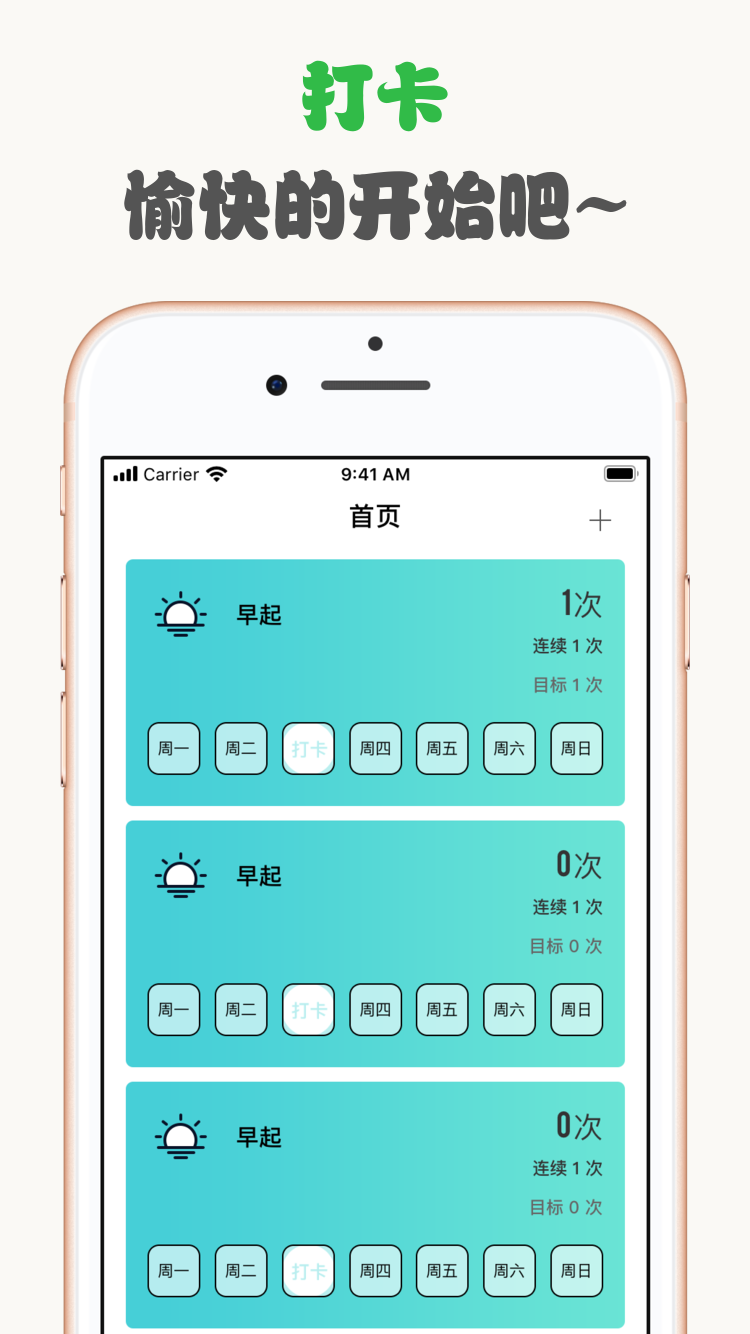 打卡
愉快的开始吧~
Carrier 9:41 AM
首页
早起 1次
连续 1 次
目标 1 次
周一 周二 打卡 周四 周五 周六 周日
早起 0次
连续 1 次
目标 0 次
周一 周二 打卡 周四 周五 周六 周日
早起 0次
连续 1 次
目标 0 次
周一 周二 打卡 周四 周五 周六 周日